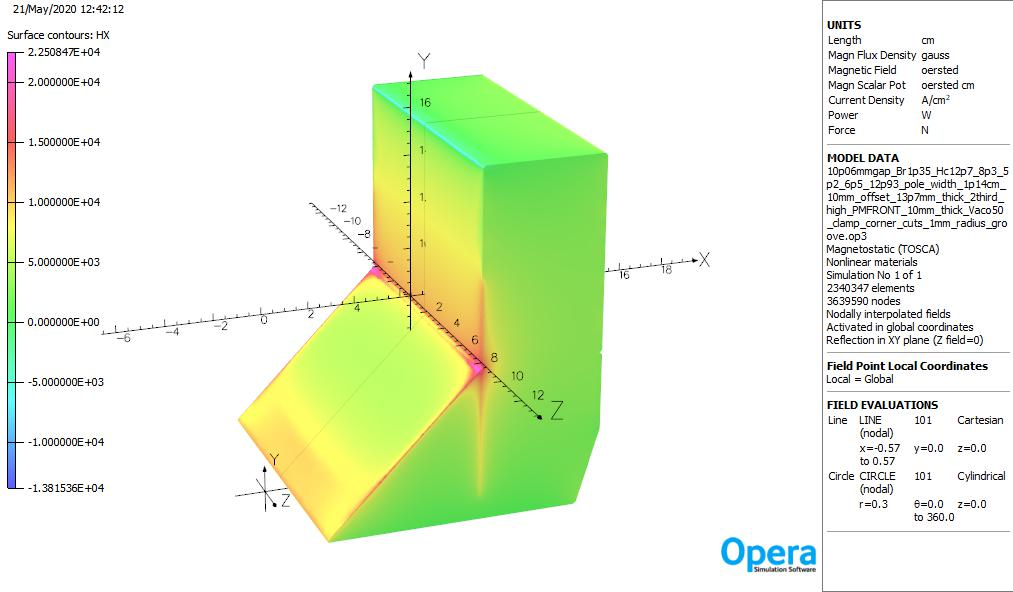 21/May/2020 12:42:12
Surface contours: HX
2.250847E+04
2.000000E+04
1.500000E+04
1.000000E+04
5.000000E+03
0.000000E+00
-5.000000E+03
-1.000000E+04
-1.381536E+04
Y
16
1
1
1
-12
-10
-8
-6
-4
-2
0
2
4
2
4
6
8
10
12
Z
16
18
X
Y
Z
Opera
Simulation Software
UNITS
Length cm
Magn Flux Density gauss
Magnetic Field oersted
Magn Scalar Pot oersted cm
Current Density A/cm²
Power W
Force N
MODEL DATA
10p06mmgap_Br1p35_Hc12p7_8p3_5
p2_6p5_12p93_pole_width_1p14cm_
10mm_offset_13p7mm_thick_2third_
high_PMFRONT_10mm_thick_Vaco50
_clamp_corner_cuts_1mm_radius_gro
ove.op3
Magnetostatic (TOSCA)
Nonlinear materials
Simulation No 1 of 1
2340347 elements
3639590 nodes
Nodally interpolated fields
Activated in global coordinates
Reflection in XY plane (Z field=0)
Field Point Local Coordinates
Local = Global
FIELD EVALUATIONS
Line LINE 101 Cartesian
(nodal)
x=-0.57 y=0.0 z=0.0
to 0.57
Circle CIRCLE 101 Cylindrical
(nodal)
r=0.3 θ=0.0 z=0.0
to 360.0